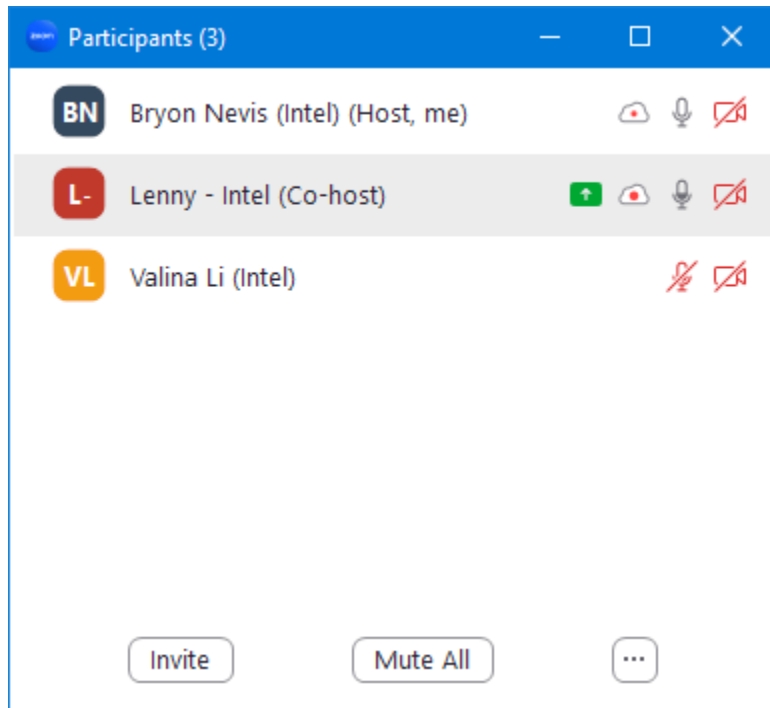 zoom Participants (3)
BN Bryon Nevis (Intel) (Host, me)
L- Lenny - Intel (Co-host)
VL Valina Li (Intel)
Invite Mute All ...